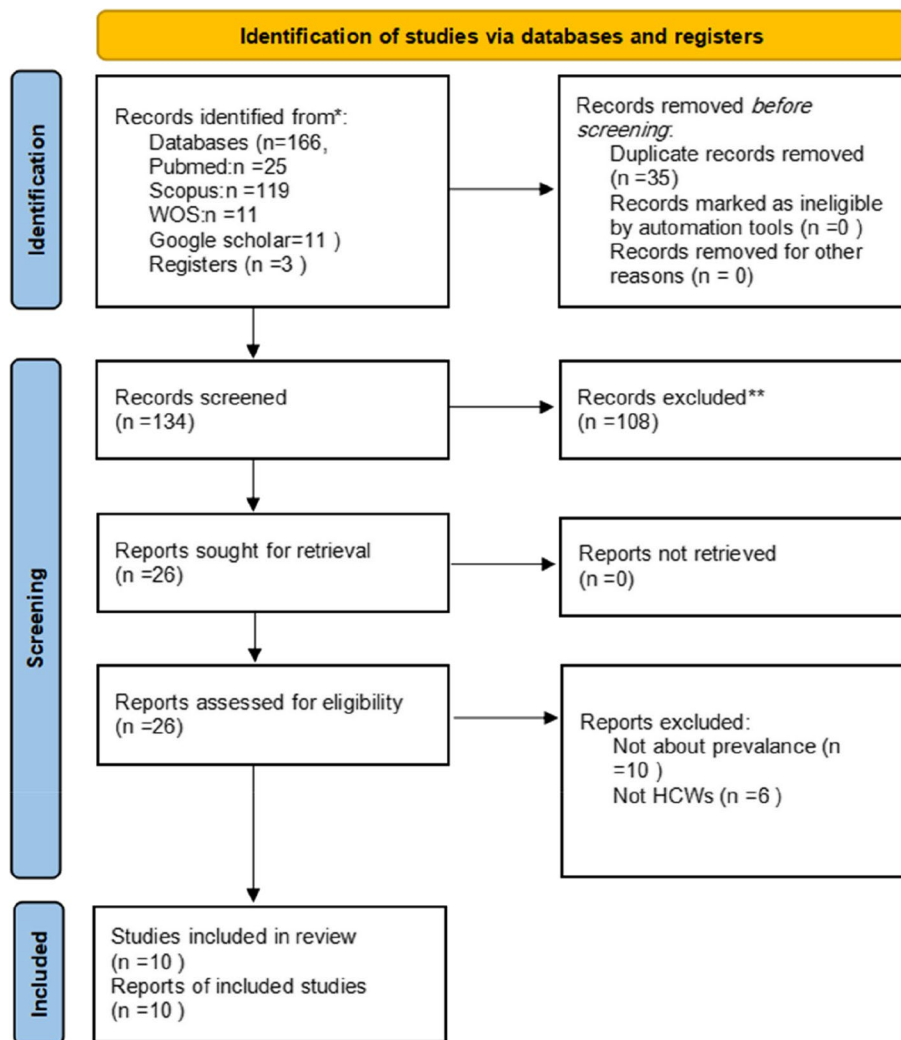 Identification of studies via databases and registers
Identification
Records identified from*:
Databases (n=166,
Pubmed:n =25
Scopus:n =119
WOS:n =11
Google scholar=11 )
Registers (n =3 )
Records removed before
screening:
Duplicate records removed
(n =35)
Records marked as ineligible
by automation tools (n =0 )
Records removed for other
reasons (n = 0)
Screening
Records screened
(n =134)
Records excluded**
(n =108)
Reports sought for retrieval
(n =26)
Reports not retrieved
(n =0)
Reports assessed for eligibility
(n =26)
Reports excluded:
Not about prevalance (n
=10 )
Not HCWs (n =6 )
Included
Studies included in review
(n =10 )
Reports of included studies
(n =10 )